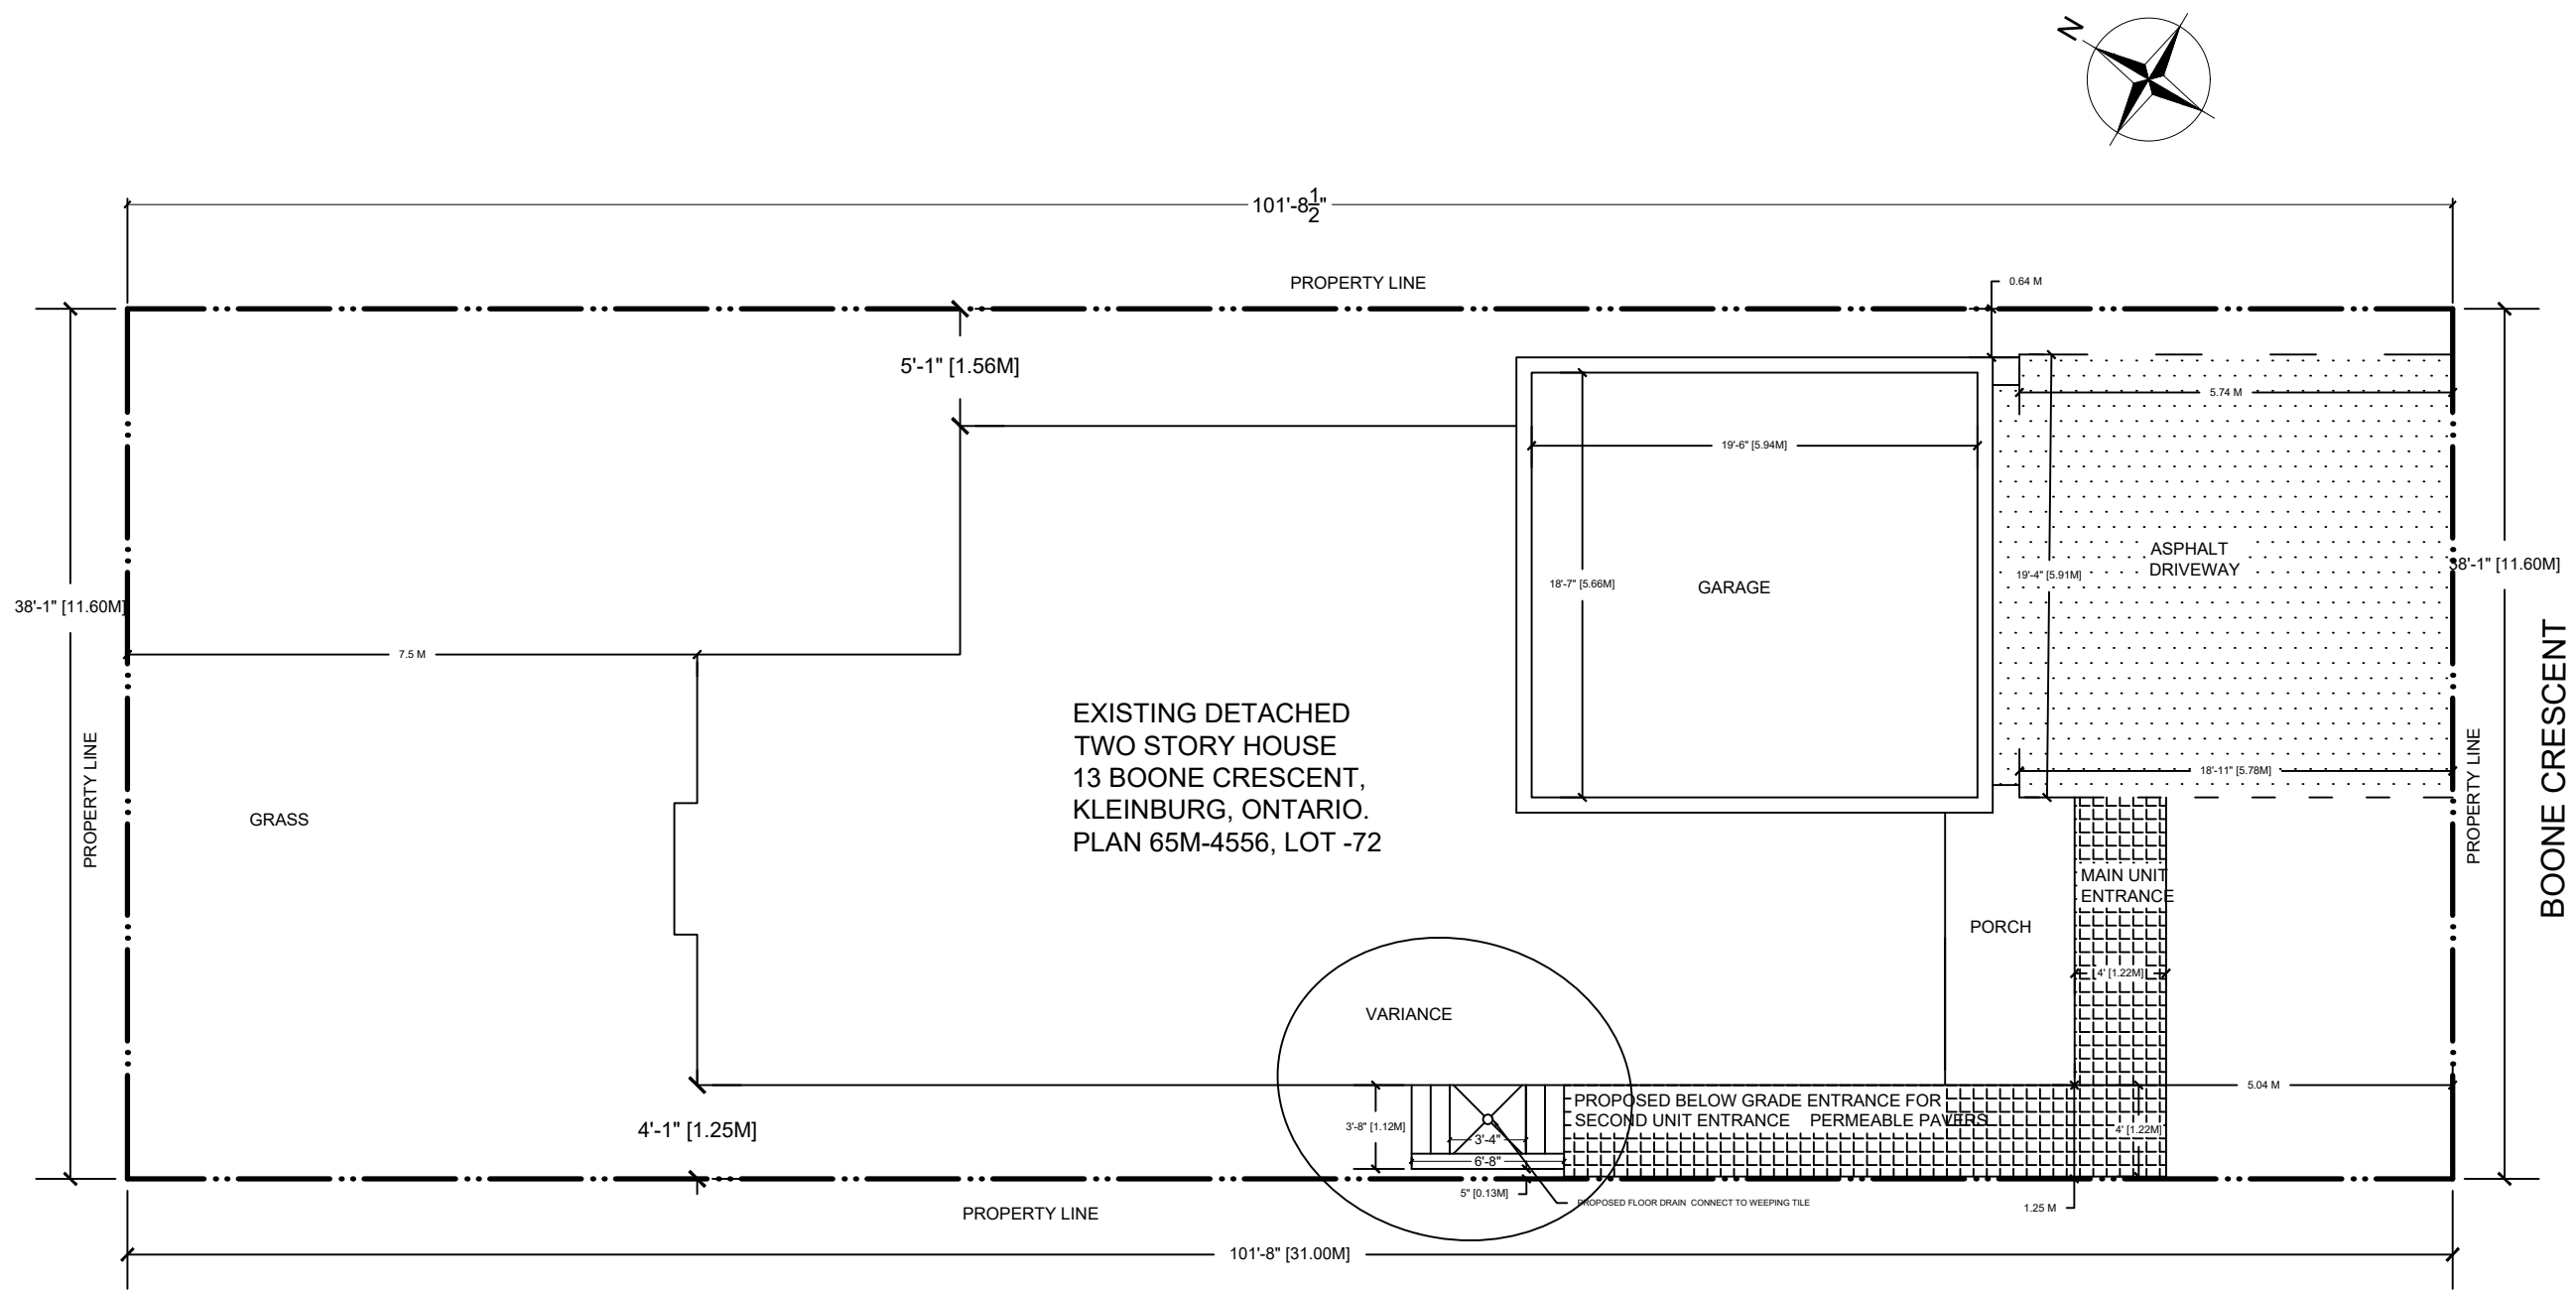 N
101'-8 1/2"
PROPERTY LINE
0.64 M
5'-1" [1.56M]
5.74 M
19'-6" [5.94M]
ASPHALT
DRIVEWAY
38'-1" [11.60M]
19'-4" [5.91M]
18'-7" [5.66M]
GARAGE
38'-1" [11.60M]
7.5 M
BOONE CRESCENT
EXISTING DETACHED
TWO STORY HOUSE
13 BOONE CRESCENT,
KLEINBURG, ONTARIO.
PLAN 65M-4556, LOT -72
18'-11" [5.78M]
PROPERTY LINE
PROPERTY LINE
GRASS
MAIN UNIT
ENTRANCE
PORCH
4' [1.22M]
VARIANCE
5.04 M
PROPOSED BELOW GRADE ENTRANCE FOR
SECOND UNIT ENTRANCE PERMEABLE PAVERS
4'-1" [1.25M]
3'-8" [1.12M]
4' [1.22M]
3'-4"
6'-8"
5" [0.13M]
PROPOSED FLOOR DRAIN CONNECT TO WEEPING TILE
1.25 M
PROPERTY LINE
101'-8" [31.00M]